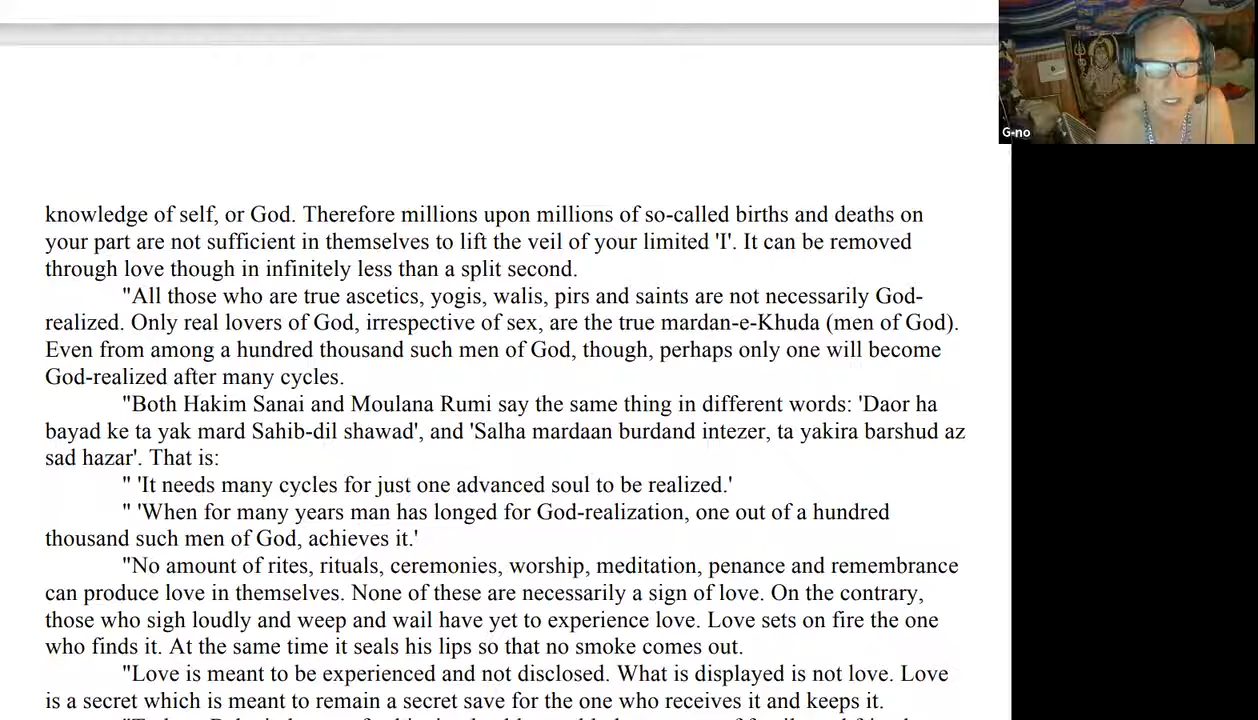 knowledge of self, or God. Therefore millions upon millions of so-called births and deaths on
your part are not sufficient in themselves to lift the veil of your limited 'I'. It can be removed
through love though in infinitely less than a split second.
"All those who are true ascetics, yogis, walis, pirs and saints are not necessarily God-
realized. Only real lovers of God, irrespective of sex, are the true mardan-e-Khuda (men of God).
Even from among a hundred thousand such men of God, though, perhaps only one will become
God-realized after many cycles.
"Both Hakim Sanai and Moulana Rumi say the same thing in different words: 'Daor ha
bayad ke ta yak mard Sahib-dil shawad', and 'Salha mardaan burdand intezer, ta yakira barshud az
sad hazar'. That is:
" 'It needs many cycles for just one advanced soul to be realized.'
" 'When for many years man has longed for God-realization, one out of a hundred
thousand such men of God, achieves it.'
"No amount of rites, rituals, ceremonies, worship, meditation, penance and remembrance
can produce love in themselves. None of these are necessarily a sign of love. On the contrary,
those who sigh loudly and weep and wail have yet to experience love. Love sets on fire the one
who finds it. At the same time it seals his lips so that no smoke comes out.
"Love is meant to be experienced and not disclosed. What is displayed is not love. Love
is a secret which is meant to remain a secret save for the one who receives it and keeps it.
G-no